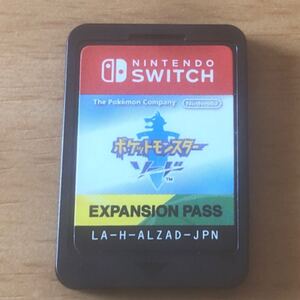 NINTENDO
SWITCH
The Pokémon Company Nintendo
ポケットモンスター
ソード
TM
EXPANSION PASS
LA-H-ALZAD-JPN